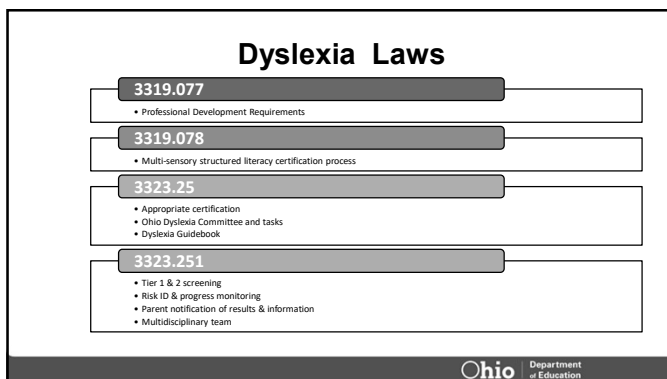 Dyslexia Laws
3319.077
• Professional Development Requirements
3319.078
• Multi-sensory structured literacy certification process
3323.25
• Appropriate certification
• Ohio Dyslexia Committee and tasks
• Dyslexia Guidebook
3323.251
• Tier 1 & 2 screening
• Risk ID & progress monitoring
• Parent notification of results & information
• Multidisciplinary team
Ohio Department
of Education